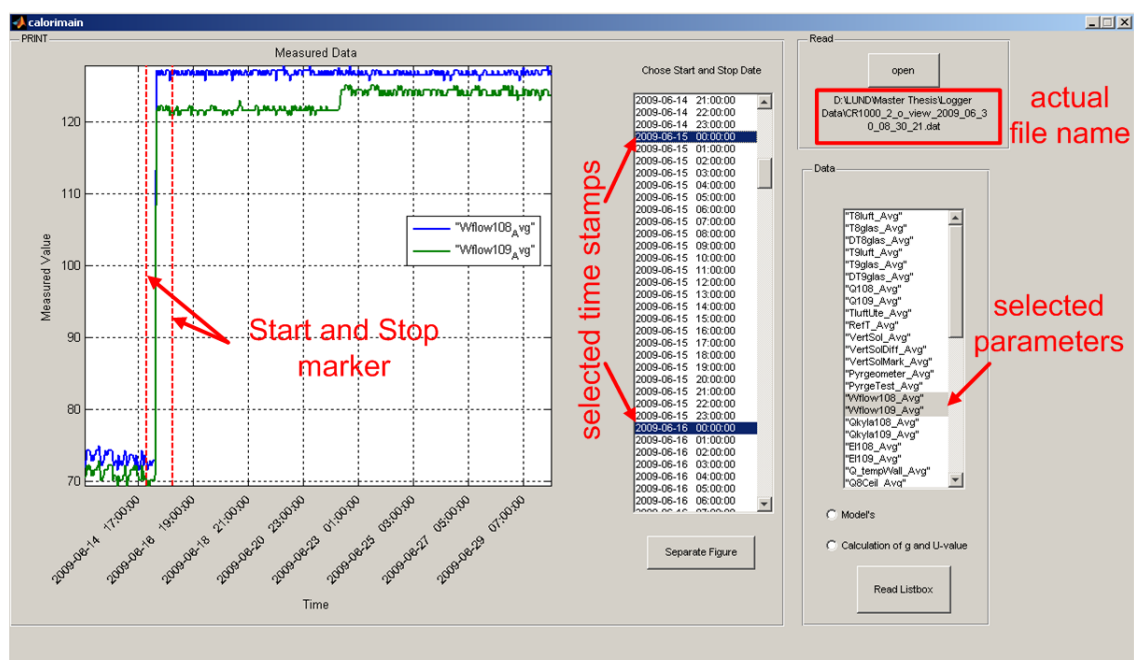 calorimain
PRINT
Measured Data
120
110
100
90
80
70
Measured Value
"Wflow108_Avg"
"Wflow109_Avg"
Start and Stop
marker
2009-06-14 17:00:00
2009-06-16 19:00:00
2009-06-18 21:00:00
2009-06-20 23:00:00
2009-06-23 01:00:00
2009-06-25 03:00:00
2009-06-27 05:00:00
2009-06-29 07:00:00
Time
Chose Start and Stop Date
2009-06-14 21:00:00
2009-06-14 22:00:00
2009-06-14 23:00:00
2009-06-15 00:00:00
2009-06-15 01:00:00
2009-06-15 02:00:00
2009-06-15 03:00:00
2009-06-15 04:00:00
2009-06-15 05:00:00
2009-06-15 06:00:00
2009-06-15 07:00:00
2009-06-15 08:00:00
2009-06-15 09:00:00
2009-06-15 10:00:00
2009-06-15 11:00:00
2009-06-15 12:00:00
2009-06-15 13:00:00
2009-06-15 14:00:00
2009-06-15 15:00:00
2009-06-15 16:00:00
2009-06-15 17:00:00
2009-06-15 18:00:00
2009-06-15 19:00:00
2009-06-15 20:00:00
2009-06-15 21:00:00
2009-06-15 22:00:00
2009-06-15 23:00:00
2009-06-16 00:00:00
2009-06-16 01:00:00
2009-06-16 02:00:00
2009-06-16 03:00:00
2009-06-16 04:00:00
2009-06-16 05:00:00
2009-06-16 06:00:00
2009-06-16 07:00:00
selected time stamps
Separate Figure
Read
open
D:\LUND\Master Thesis\Logger
Data\CR1000_2_o_view_2009_06_3
0_08_30_21.dat
actual
file name
Data
"T8luft_Avg"
"T8glas_Avg"
"DT8glas_Avg"
"T9luft_Avg"
"T9glas_Avg"
"DT9glas_Avg"
"Q108_Avg"
"Q109_Avg"
"TluftUte_Avg"
"RefT_Avg"
"VertSol_Avg"
"VertSolDiff_Avg"
"VertSolMark_Avg"
"Pyrgeometer_Avg"
"PyrgeTest_Avg"
"Wflow108_Avg"
"Wflow109_Avg"
"Qkyla108_Avg"
"Qkyla109_Avg"
"El108_Avg"
"El109_Avg"
"Q_tempWall_Avg"
"Q8Ceil_Avg"
selected
parameters
Model's
Calculation of g and U-value
Read Listbox